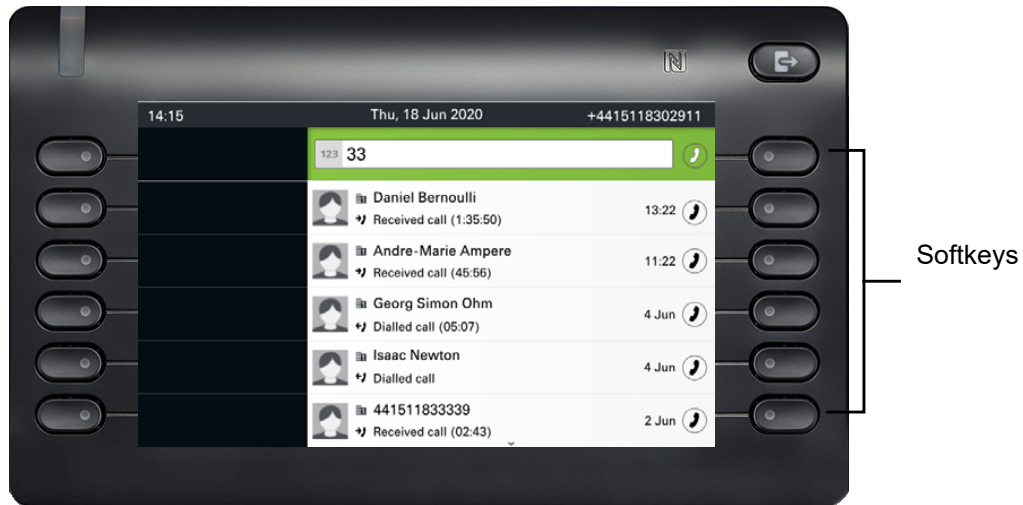 14:15 Thu, 18 Jun 2020 +4415118302911
123 33
Daniel Bernoulli
Received call (1:35:50) 13:22
Andre-Marie Ampere
Received call (45:56) 11:22
Georg Simon Ohm
Dialled call (05:07) 4 Jun
Isaac Newton
Dialled call 4 Jun
441511833339
Received call (02:43) 2 Jun
Softkeys